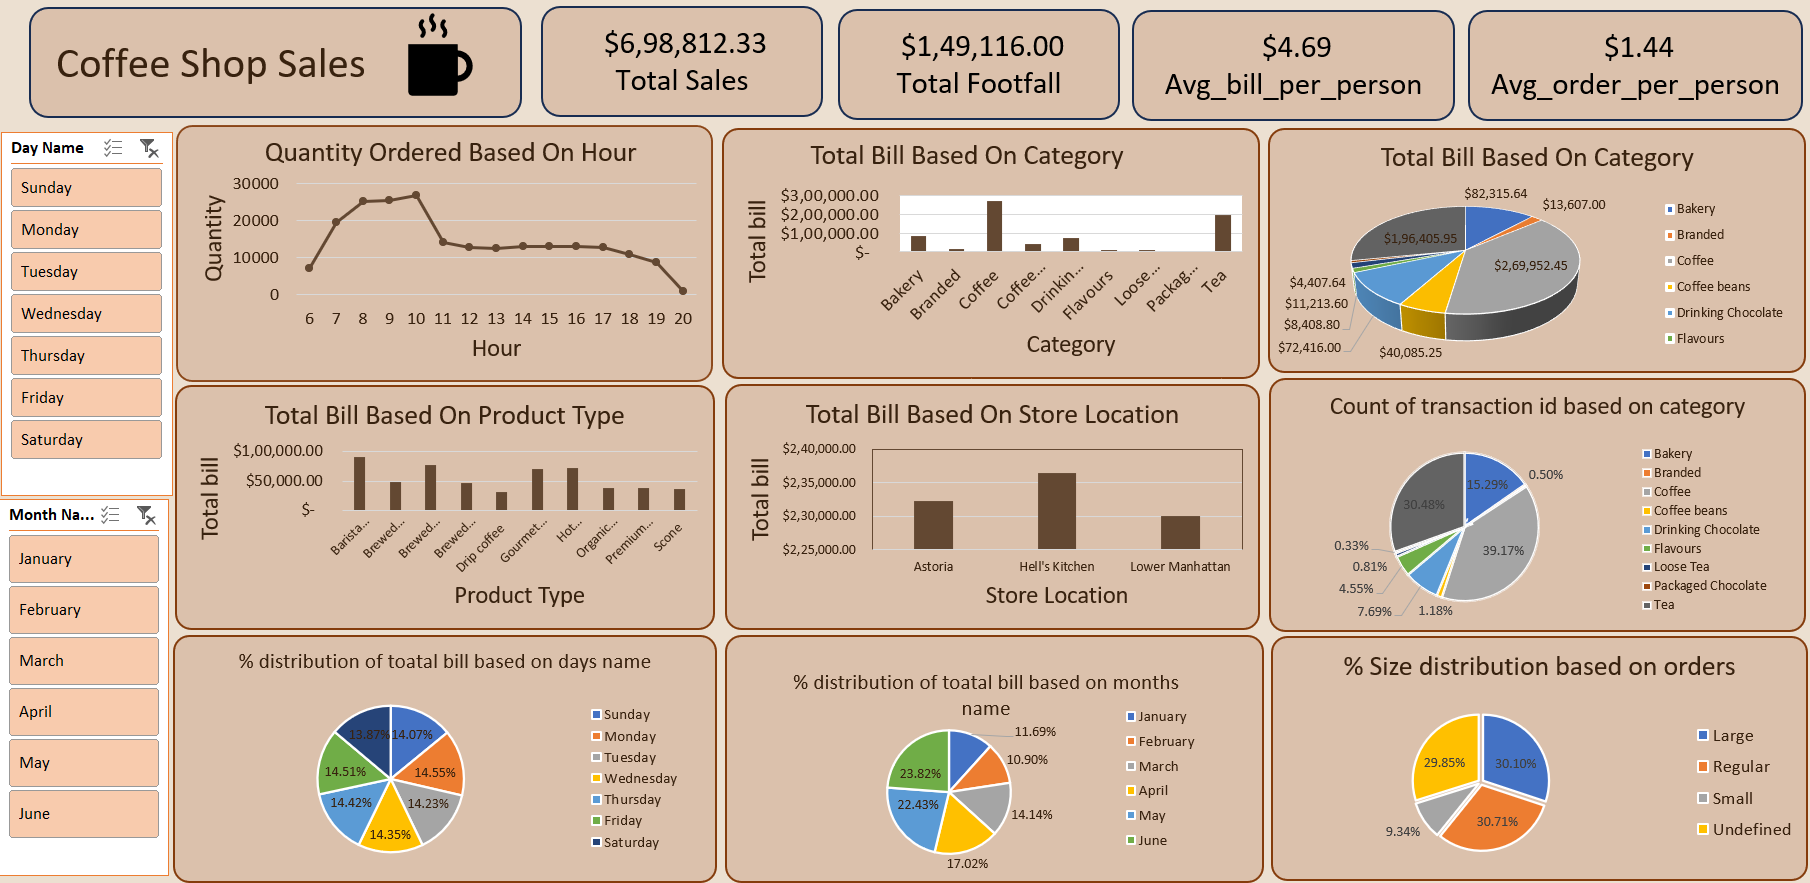 Coffee Shop Sales
$6,98,812.33
Total Sales
$1,49,116.00
Total Footfall
$4.69
Avg_bill_per_person
$1.44
Avg_order_per_person
Day Name
Sunday
Monday
Tuesday
Wednesday
Thursday
Friday
Saturday
Month Na...
January
February
March
April
May
June
Quantity Ordered Based On Hour
Quantity
30000
20000
10000
0
6 7 8 9 10 11 12 13 14 15 16 17 18 19 20
Hour
Total Bill Based On Category
Total bill
$3,00,000.00
$2,00,000.00
$1,00,000.00
$-
Bakery
Branded
Coffee
Coffee...
Drinkin...
Flavours
Loose...
Packag...
Tea
Category
Total Bill Based On Category
$82,315.64
$13,607.00
$1,96,405.95
$2,69,952.45
$4,407.64
$11,213.60
$8,408.80
$72,416.00
$40,085.25
Bakery
Branded
Coffee
Coffee beans
Drinking Chocolate
Flavours
Total Bill Based On Product Type
Total bill
$1,00,000.00
$50,000.00
$-
Barista...
Brewed...
Brewed...
Brewed...
Drip coffee
Gourmet...
Hot...
Organic...
Premium...
Scone
Product Type
Total Bill Based On Store Location
Total bill
$2,40,000.00
$2,35,000.00
$2,30,000.00
$2,25,000.00
Astoria
Hell's Kitchen
Lower Manhattan
Store Location
Count of transaction id based on category
15.29%
0.50%
30.48%
39.17%
0.33%
0.81%
4.55%
7.69%
1.18%
Bakery
Branded
Coffee
Coffee beans
Drinking Chocolate
Flavours
Loose Tea
Packaged Chocolate
Tea
% distribution of toatal bill based on days name
13.87%
14.07%
14.51%
14.55%
14.42%
14.23%
14.35%
Sunday
Monday
Tuesday
Wednesday
Thursday
Friday
Saturday
% distribution of toatal bill based on months
name
11.69%
10.90%
23.82%
22.43%
14.14%
17.02%
January
February
March
April
May
June
% Size distribution based on orders
29.85%
30.10%
9.34%
30.71%
Large
Regular
Small
Undefined